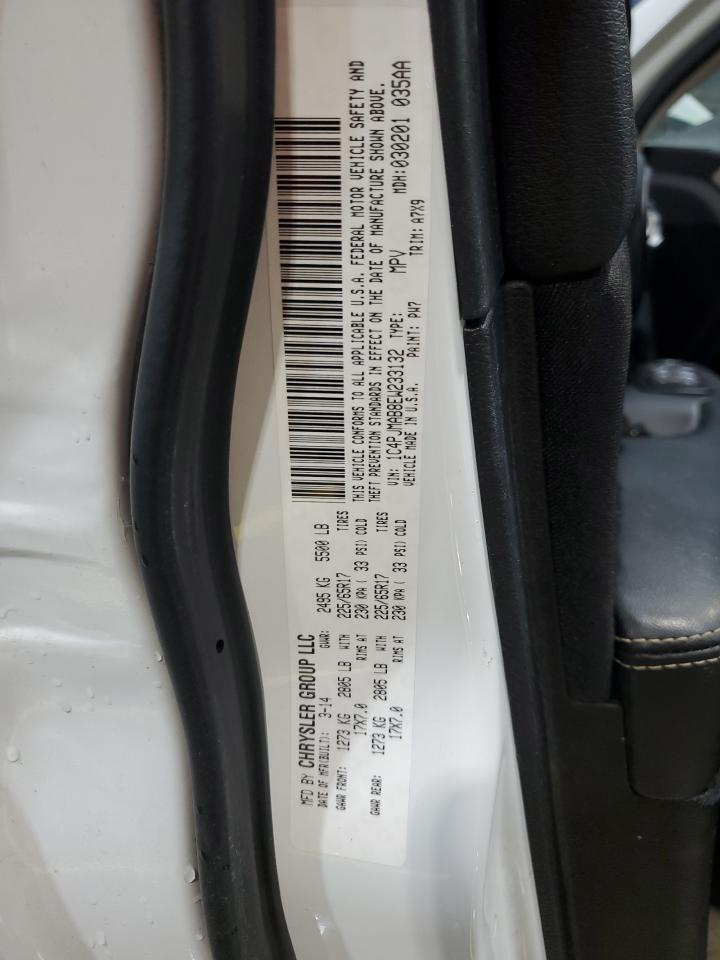 MFD BY CHRYSLER GROUP LLC
DATE OF MFR(BUILT): 3-14 GVWR: 2495 KG 5500 LB
GAWR FRONT: 1273 KG 2805 LB WITH 225/65R17 TIRES
17X7.0 RIMS AT 230 KPA ( 33 PSI) COLD
GAWR REAR: 1273 KG 2805 LB WITH 225/65R17 TIRES
17X7.0 RIMS AT 230 KPA ( 33 PSI) COLD
THIS VEHICLE CONFORMS TO ALL APPLICABLE U.S.A. FEDERAL MOTOR VEHICLE SAFETY AND
THEFT PREVENTION STANDARDS IN EFFECT ON THE DATE OF MANUFACTURE SHOWN ABOVE.
VIN: 1C4PJMAB8EW233132 TYPE: MPV MDH:030201 035AA
VEHICLE MADE IN U.S.A. PAINT: PW7 TRIM: A7X9